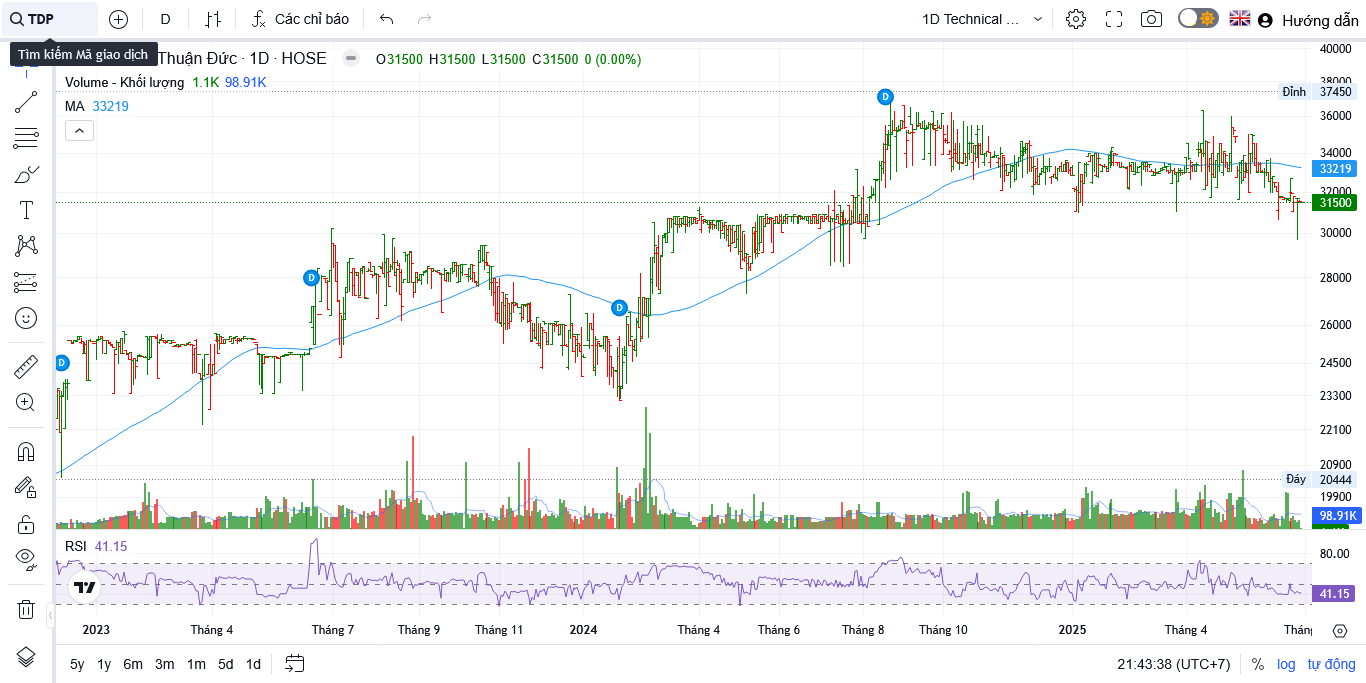 TDP
D
Các chỉ báo
1D Technical ...
Hướng dẫn
Tìm kiếm Mã giao dịch
Thuận Đức · 1D · HOSE
O31500 H31500 L31500 C31500 0 (0.00%)
Volume - Khối lượng 1.1K 98.91K
MA 33219
40000
38000
Đỉnh 37450
36000
34000
33219
32000
31500
30000
28000
26000
24500
23300
22100
20900
Đáy 20444
19900
98.91K
D
D
D
D
RSI 41.15
80.00
41.15
2023
Tháng 4
Tháng 7
Tháng 9
Tháng 11
2024
Tháng 4
Tháng 6
Tháng 8
Tháng 10
2025
Tháng 4
Thán
5y 1y 6m 3m 1m 5d 1d
21:43:38 (UTC+7)
% log tự động